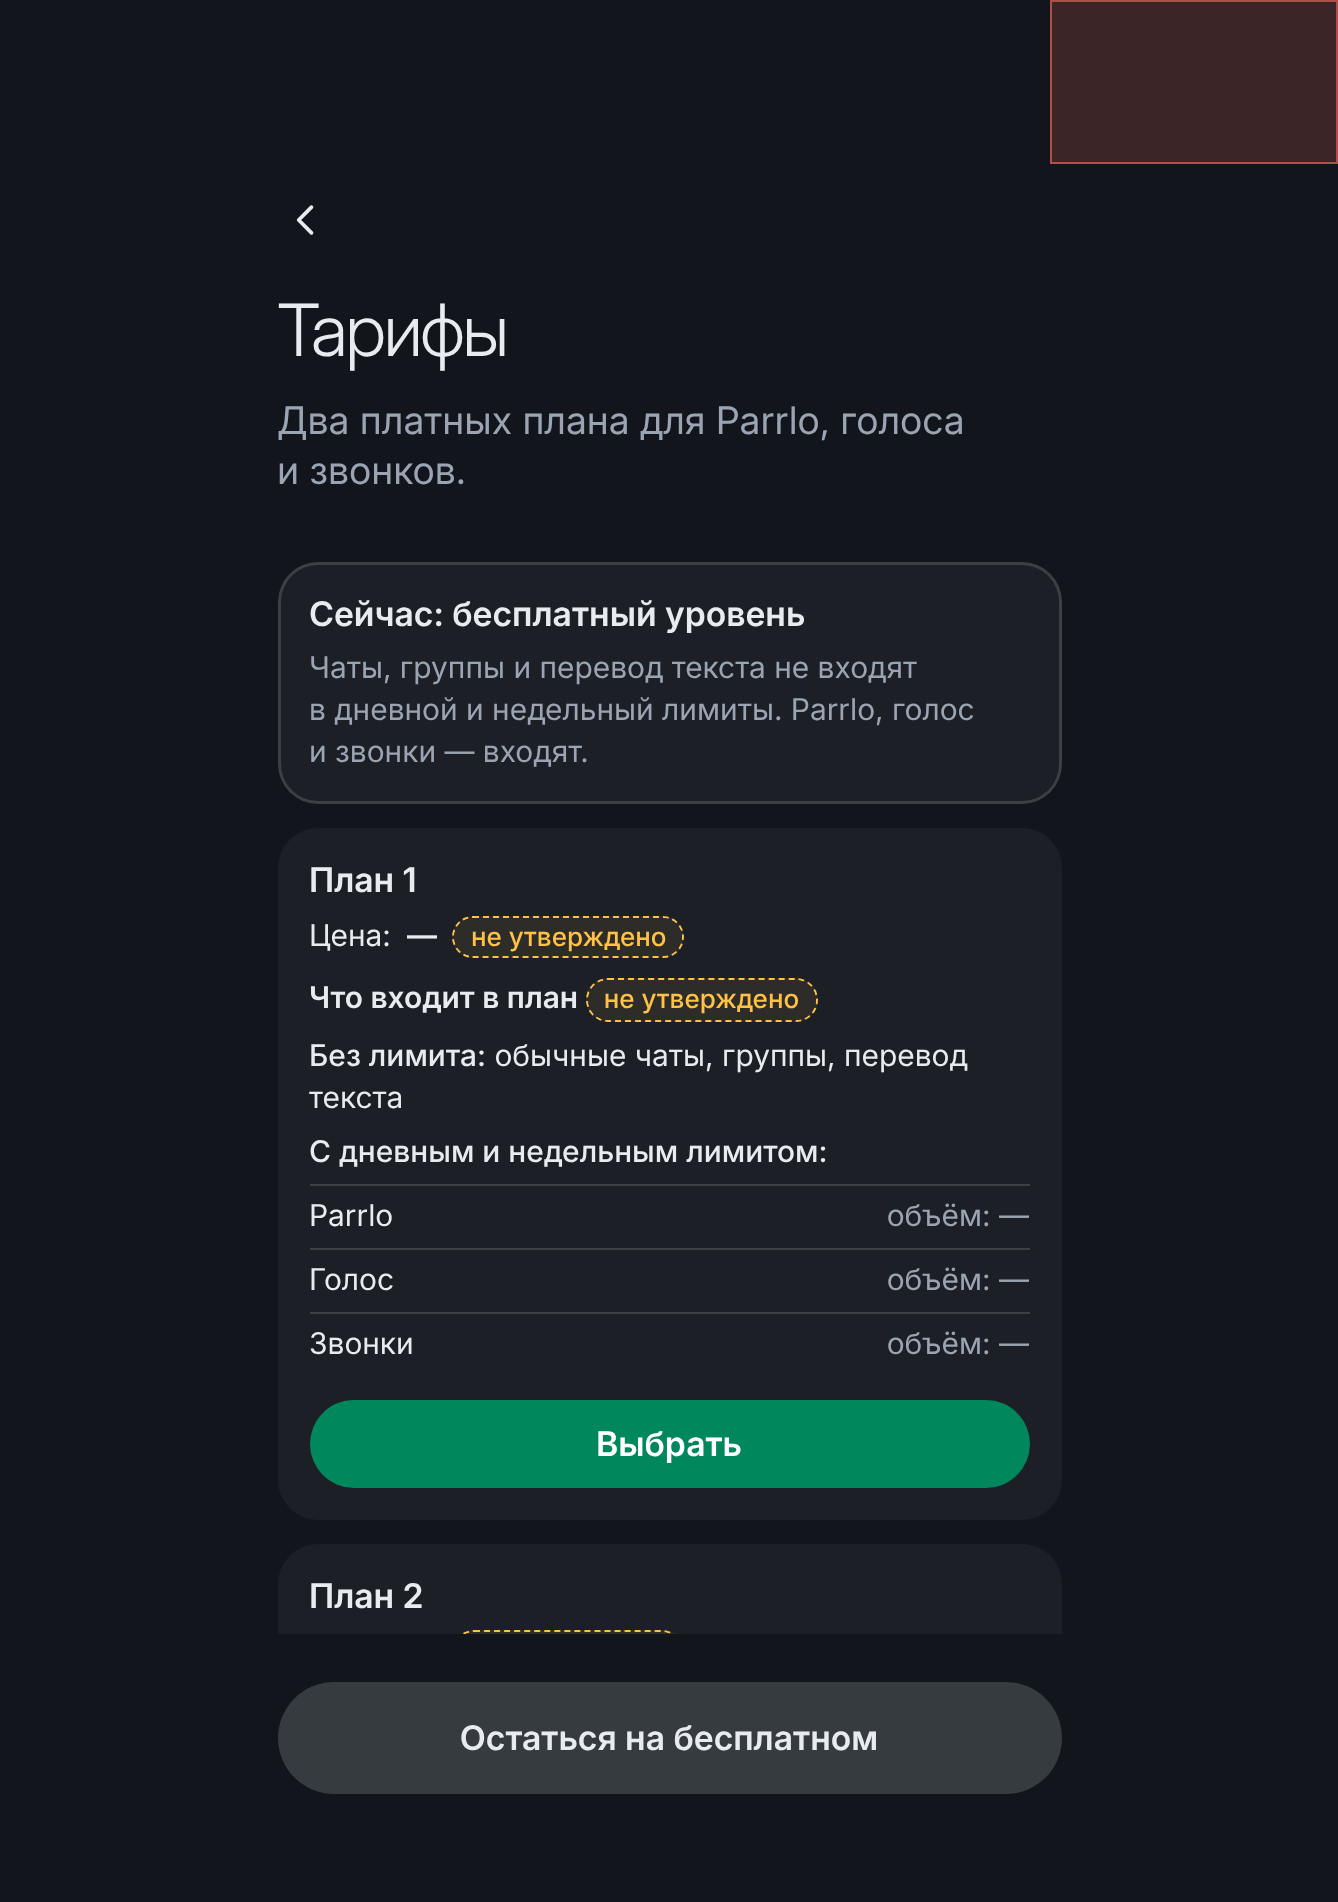 Тарифы
Два платных плана для Parrlo, голоса
и звонков.
Сейчас: бесплатный уровень
Чаты, группы и перевод текста не входят
в дневной и недельный лимиты. Parrlo, голос
и звонки — входят.
План 1
Цена: — не утверждено
Что входит в план не утверждено
Без лимита: обычные чаты, группы, перевод
текста
С дневным и недельным лимитом:
Parrlo объём: —
Голос объём: —
Звонки объём: —
Выбрать
План 2
Остаться на бесплатном